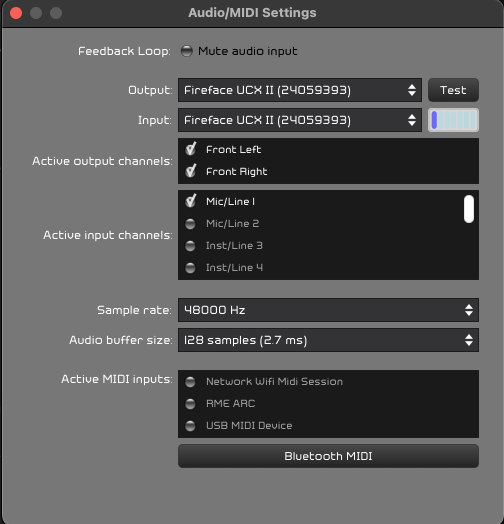 Audio/MIDI Settings
Feedback Loop: Mute audio input
Output: Fireface UCX II (24059393) Test
Input: Fireface UCX II (24059393)
Active output channels:
Front Left
Front Right
Active input channels:
Mic/Line 1
Mic/Line 2
Inst/Line 3
Inst/Line 4
Sample rate: 48000 Hz
Audio buffer size: 128 samples (2.7 ms)
Active MIDI inputs:
Network Wifi Midi Session
RME ARC
USB MIDI Device
Bluetooth MIDI